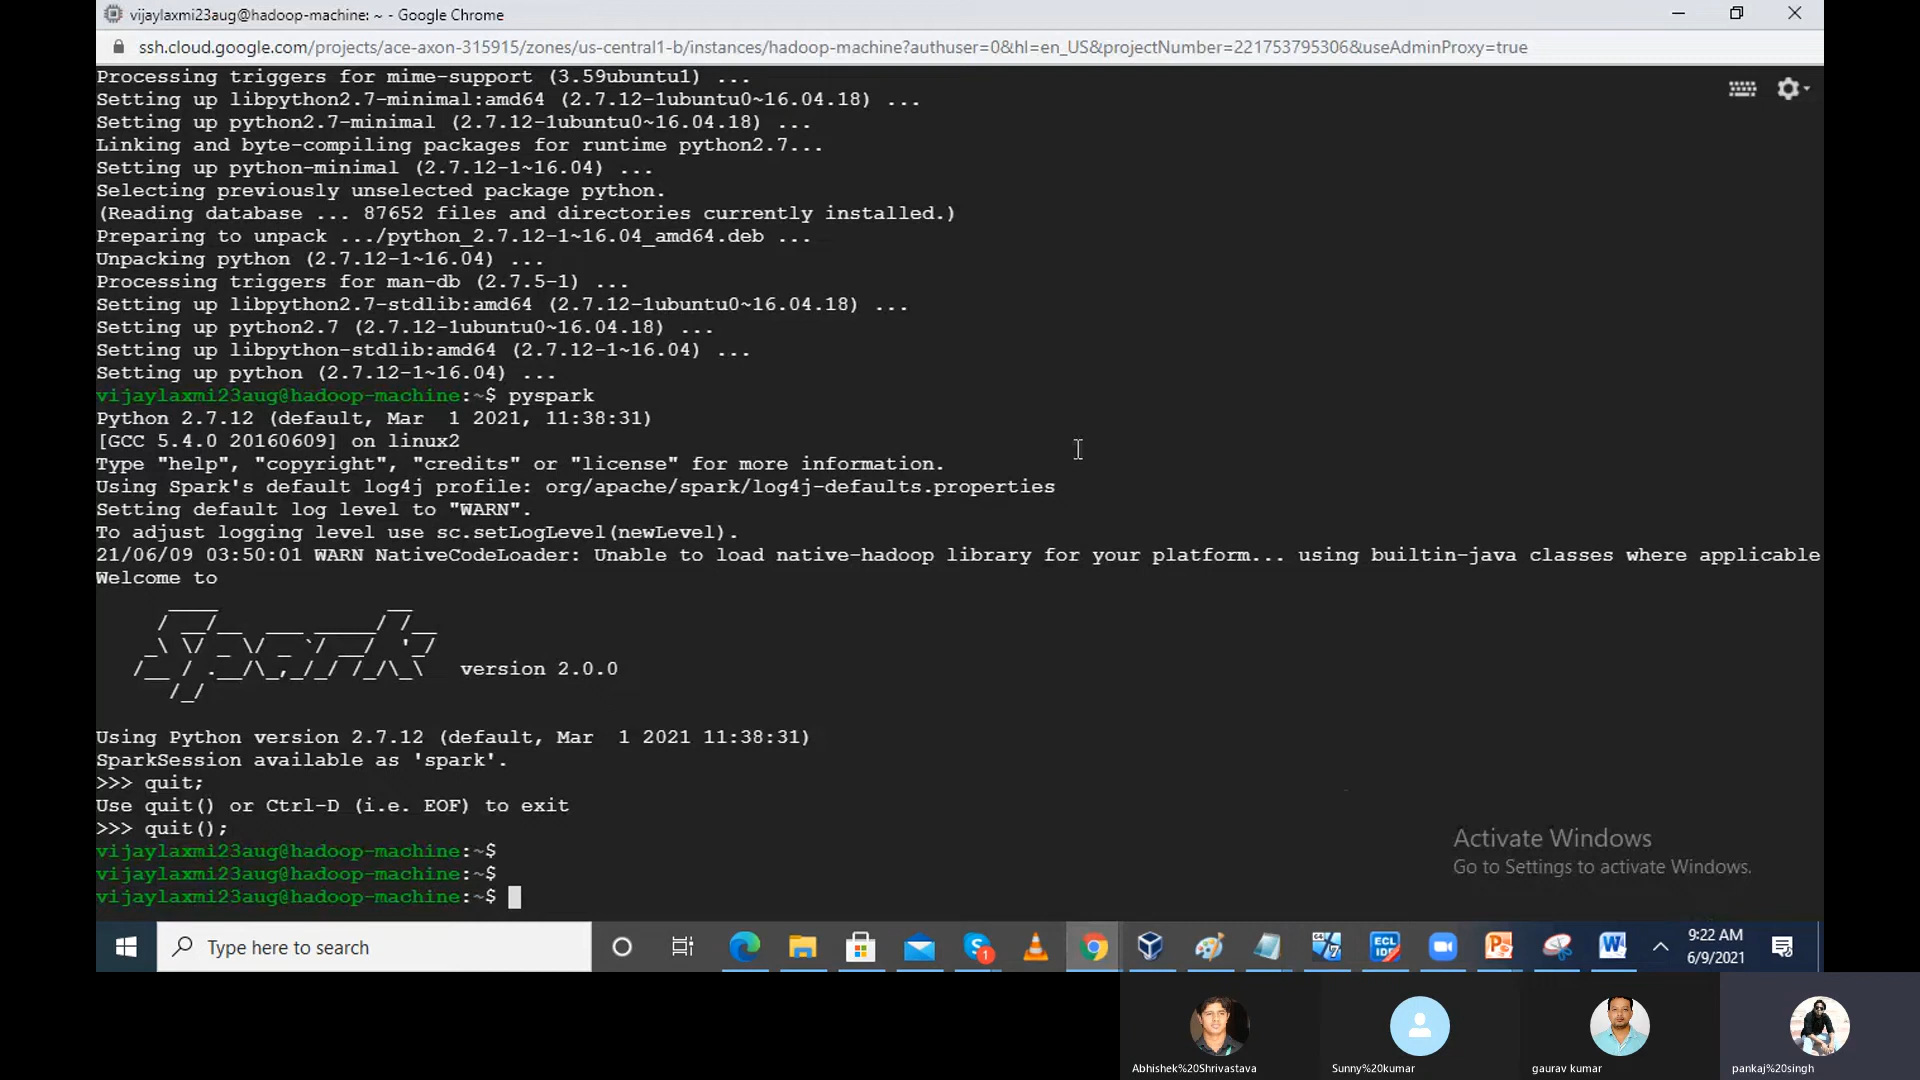 vijaylaxmi23aug@hadoop-machine: ~ - Google Chrome
ssh.cloud.google.com/projects/ace-axon-315915/zones/us-central1-b/instances/hadoop-machine?authuser=0&hl=en_US&projectNumber=221753795306&useAdminProxy=true
Processing triggers for mime-support (3.59ubuntu1) ...
Setting up libpython2.7-minimal:amd64 (2.7.12-1ubuntu0~16.04.18) ...
Setting up python2.7-minimal (2.7.12-1ubuntu0~16.04.18) ...
Linking and byte-compiling packages for runtime python2.7...
Setting up python-minimal (2.7.12-1~16.04) ...
Selecting previously unselected package python.
(Reading database ... 87652 files and directories currently installed.)
Preparing to unpack .../python_2.7.12-1~16.04_amd64.deb ...
Unpacking python (2.7.12-1~16.04) ...
Processing triggers for man-db (2.7.5-1) ...
Setting up libpython2.7-stdlib:amd64 (2.7.12-1ubuntu0~16.04.18) ...
Setting up python2.7 (2.7.12-1ubuntu0~16.04.18) ...
Setting up libpython-stdlib:amd64 (2.7.12-1~16.04) ...
Setting up python (2.7.12-1~16.04) ...
vijaylaxmi23aug@hadoop-machine:~$ pyspark
Python 2.7.12 (default, Mar  1 2021, 11:38:31)
[GCC 5.4.0 20160609] on linux2
Type "help", "copyright", "credits" or "license" for more information.
Using Spark's default log4j profile: org/apache/spark/log4j-defaults.properties
Setting default log level to "WARN".
To adjust logging level use sc.setLogLevel(newLevel).
21/06/09 03:50:01 WARN NativeCodeLoader: Unable to load native-hadoop library for your platform... using builtin-java classes where applicable
Welcome to
Spark version 2.0.0
Using Python version 2.7.12 (default, Mar  1 2021 11:38:31)
SparkSession available as 'spark'.
>>> quit;
Use quit() or Ctrl-D (i.e. EOF) to exit
>>> quit();
vijaylaxmi23aug@hadoop-machine:~$
vijaylaxmi23aug@hadoop-machine:~$
vijaylaxmi23aug@hadoop-machine:~$
Activate Windows
Go to Settings to activate Windows.
Type here to search
1
64
7
ECL
IDE
P
W
9:22 AM
6/9/2021
Abhishek%20Shrivastava
Sunny%20kumar
gaurav kumar
pankaj%20singh